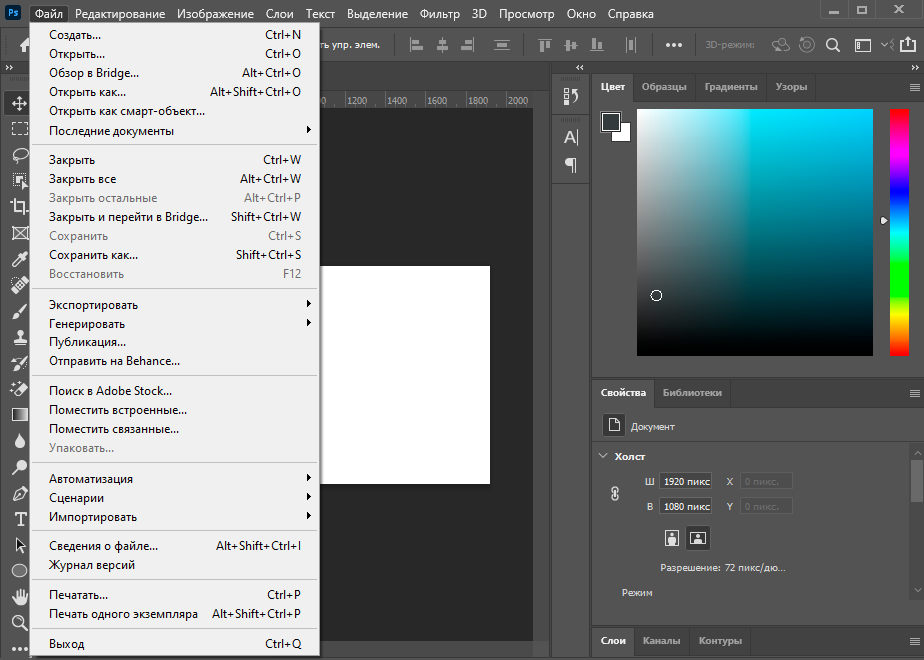 Ps Файл Редактирование Изображение Слои Текст Выделение Фильтр 3D Просмотр Окно Справка
ть упр. элем. 3D-режим:
Создать... Ctrl+N
Открыть... Ctrl+O
Обзор в Bridge... Alt+Ctrl+O
Открыть как... Alt+Shift+Ctrl+O
Открыть как смарт-объект...
Последние документы
Закрыть Ctrl+W
Закрыть все Alt+Ctrl+W
Закрыть остальные Alt+Ctrl+P
Закрыть и перейти в Bridge... Shift+Ctrl+W
Сохранить Ctrl+S
Сохранить как... Shift+Ctrl+S
Восстановить F12
Экспортировать
Генерировать
Публикация...
Отправить на Behance...
Поиск в Adobe Stock...
Поместить встроенные...
Поместить связанные...
Упаковать...
Автоматизация
Сценарии
Импортировать
Сведения о файле... Alt+Shift+Ctrl+I
Журнал версий
Печатать... Ctrl+P
Печать одного экземпляра Alt+Shift+Ctrl+P
Выход Ctrl+Q
1200 1400 1600 1800 2000
Цвет Образцы Градиенты Узоры
Свойства Библиотеки
Документ
Холст
Ш 1920 пикс X 0 пикс.
В 1080 пикс Y 0 пикс.
Разрешение: 72 пикс/дю...
Режим
Слои Каналы Контуры